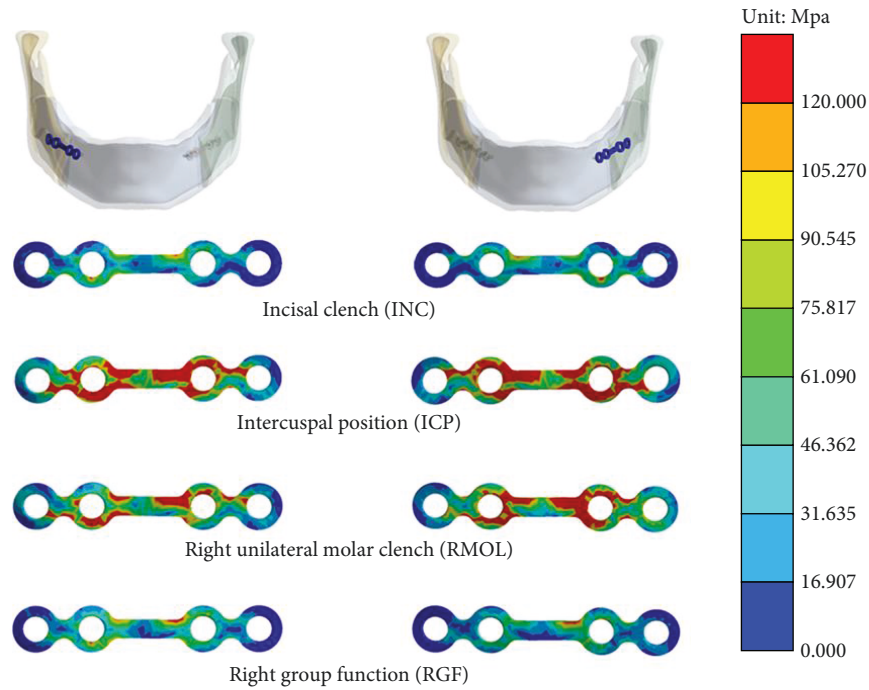 Unit: Mpa
120.000
105.270
90.545
75.817
61.090
46.362
31.635
16.907
0.000
Incisal clench (INC)
Intercuspal position (ICP)
Right unilateral molar clench (RMOL)
Right group function (RGF)